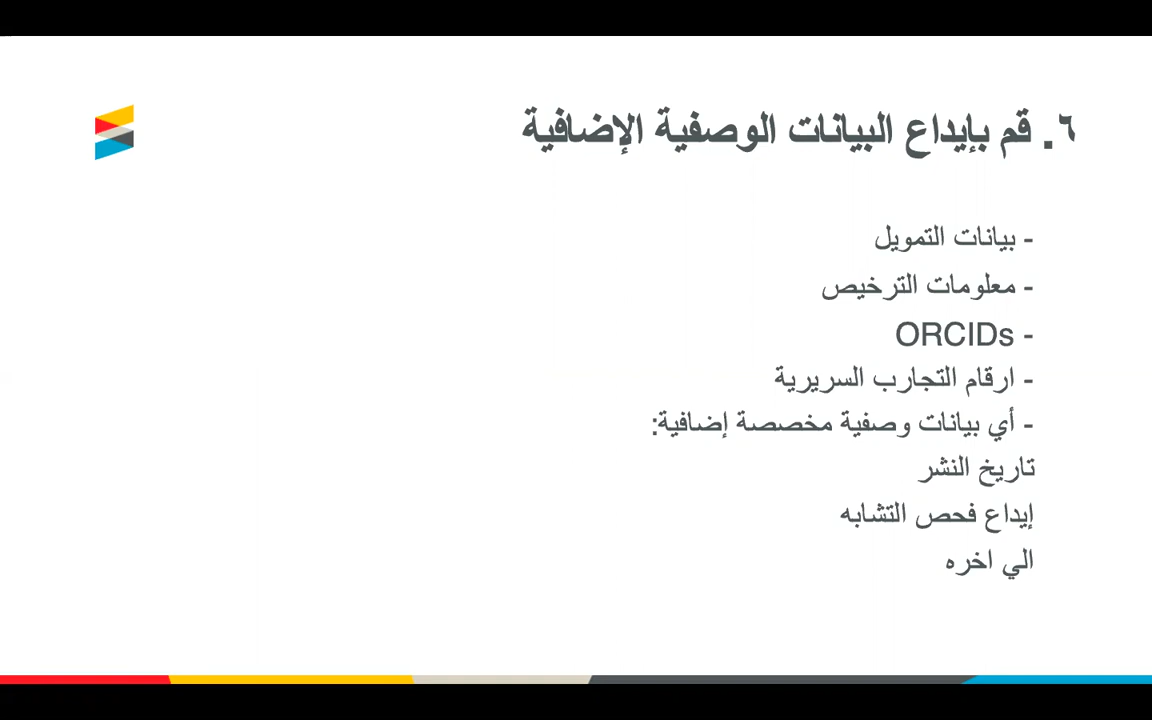 ٦. قم بإيداع البيانات الوصفية الإضافية
- بيانات التمويل
- معلومات الترخيص
- ORCIDs
- ارقام التجارب السريرية
- أي بيانات وصفية مخصصة إضافية:
تاريخ النشر
إيداع فحص التشابه
الي اخره